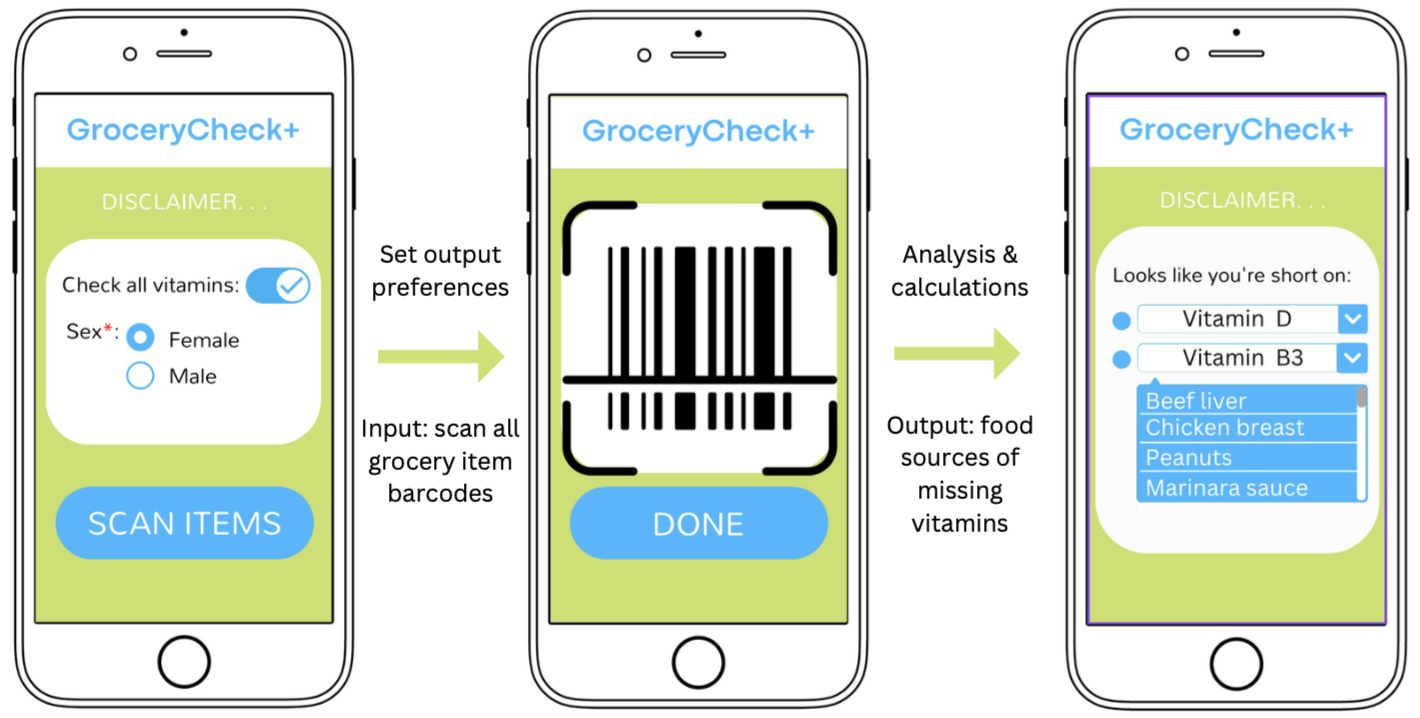 GroceryCheck+
DISCLAIMER. . .
Check all vitamins:
Sex*:
Female
Male
SCAN ITEMS
Set output
preferences
Input: scan all
grocery item
barcodes
GroceryCheck+
DONE
Analysis &
calculations
Output: food
sources of
missing
vitamins
GroceryCheck+
DISCLAIMER. . .
Looks like you're short on:
Vitamin D
Vitamin B3
Beef liver
Chicken breast
Peanuts
Marinara sauce